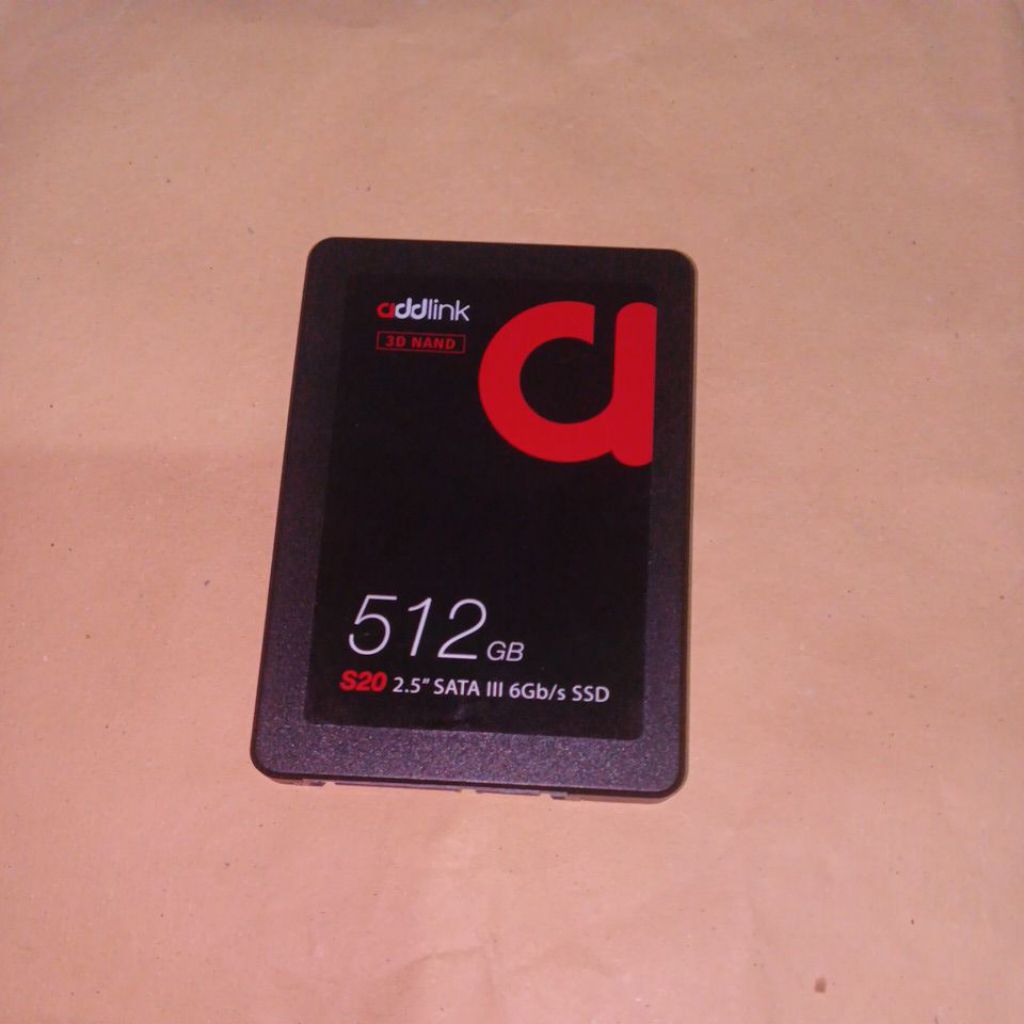 addlink
3D NAND
512GB
S20 2.5" SATA III 6Gb/s SSD